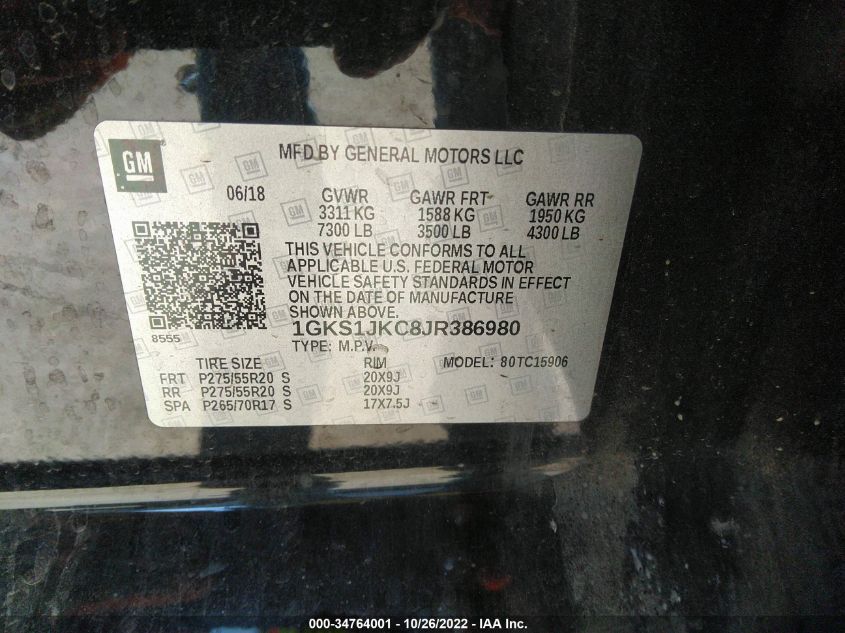 GM
MFD BY GENERAL MOTORS LLC
06/18 GVWR GAWR FRT GAWR RR
3311 KG 1588 KG 1950 KG
7300 LB 3500 LB 4300 LB
THIS VEHICLE CONFORMS TO ALL
APPLICABLE U.S. FEDERAL MOTOR
VEHICLE SAFETY STANDARDS IN EFFECT
ON THE DATE OF MANUFACTURE
SHOWN ABOVE.
8555 1GKS1JKC8JR386980
TYPE: M.P.V.
TIRE SIZE RIM MODEL: 80TC15906
FRT P275/55R20 S 20X9J
RR P275/55R20 S 20X9J
SPA P265/70R17 S 17X7.5J
000-34764001 / 10/26/2022 - IAA Inc.